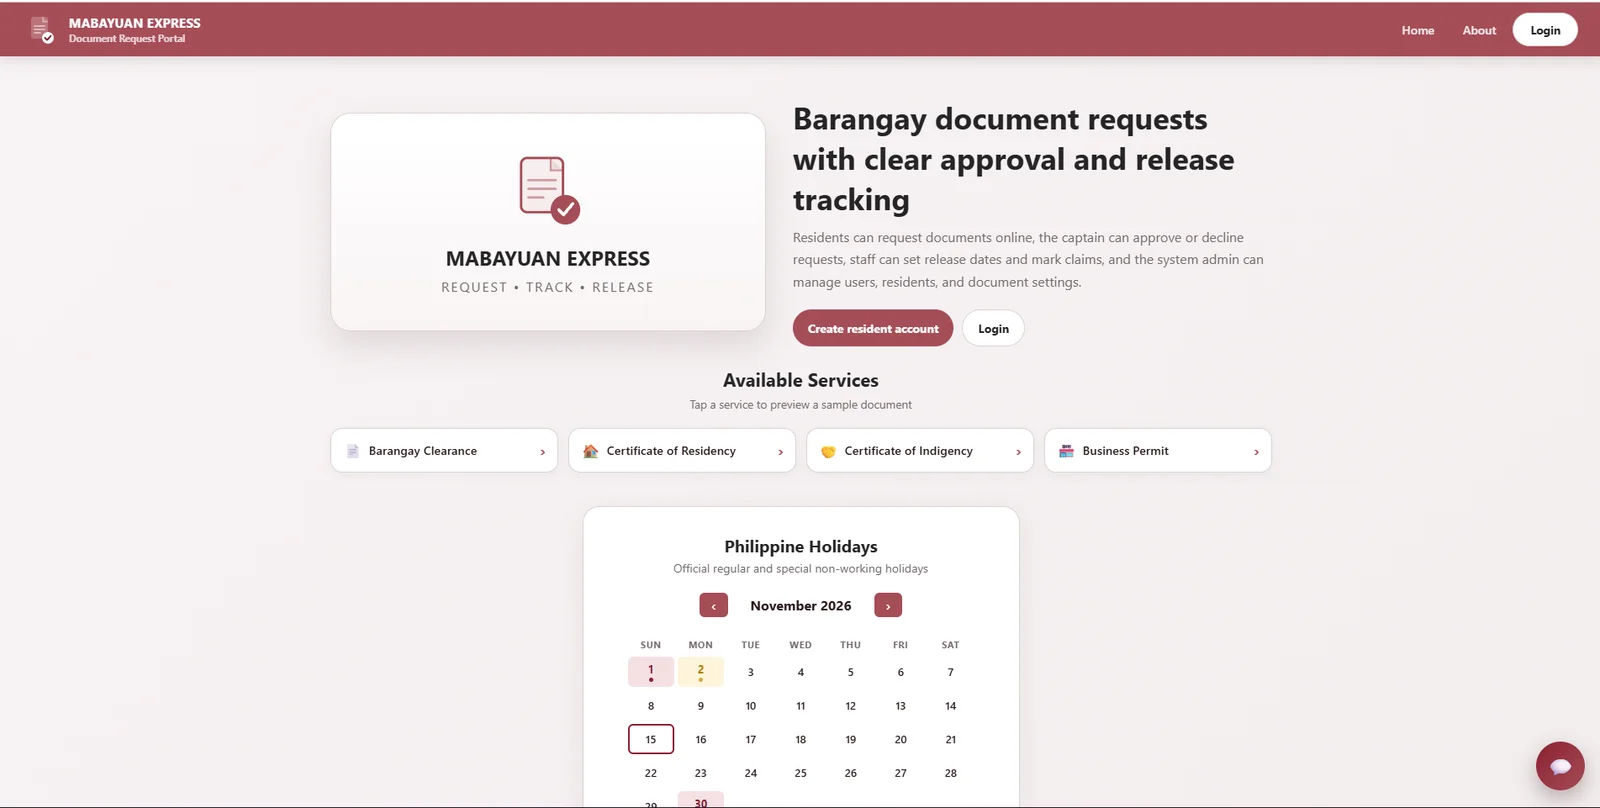 MABAYUAN EXPRESS
Document Request Portal
Home
About
Login
MABAYUAN EXPRESS
REQUEST • TRACK • RELEASE
Barangay document requests
with clear approval and release
tracking
Residents can request documents online, the captain can approve or decline
requests, staff can set release dates and mark claims, and the system admin can
manage users, residents, and document settings.
Create resident account
Login
Available Services
Tap a service to preview a sample document
Barangay Clearance ›
Certificate of Residency ›
Certificate of Indigency ›
Business Permit ›
Philippine Holidays
Official regular and special non-working holidays
‹ November 2026 ›
SUN MON TUE WED THU FRI SAT
1 2 3 4 5 6 7
8 9 10 11 12 13 14
15 16 17 18 19 20 21
22 23 24 25 26 27 28
29 30